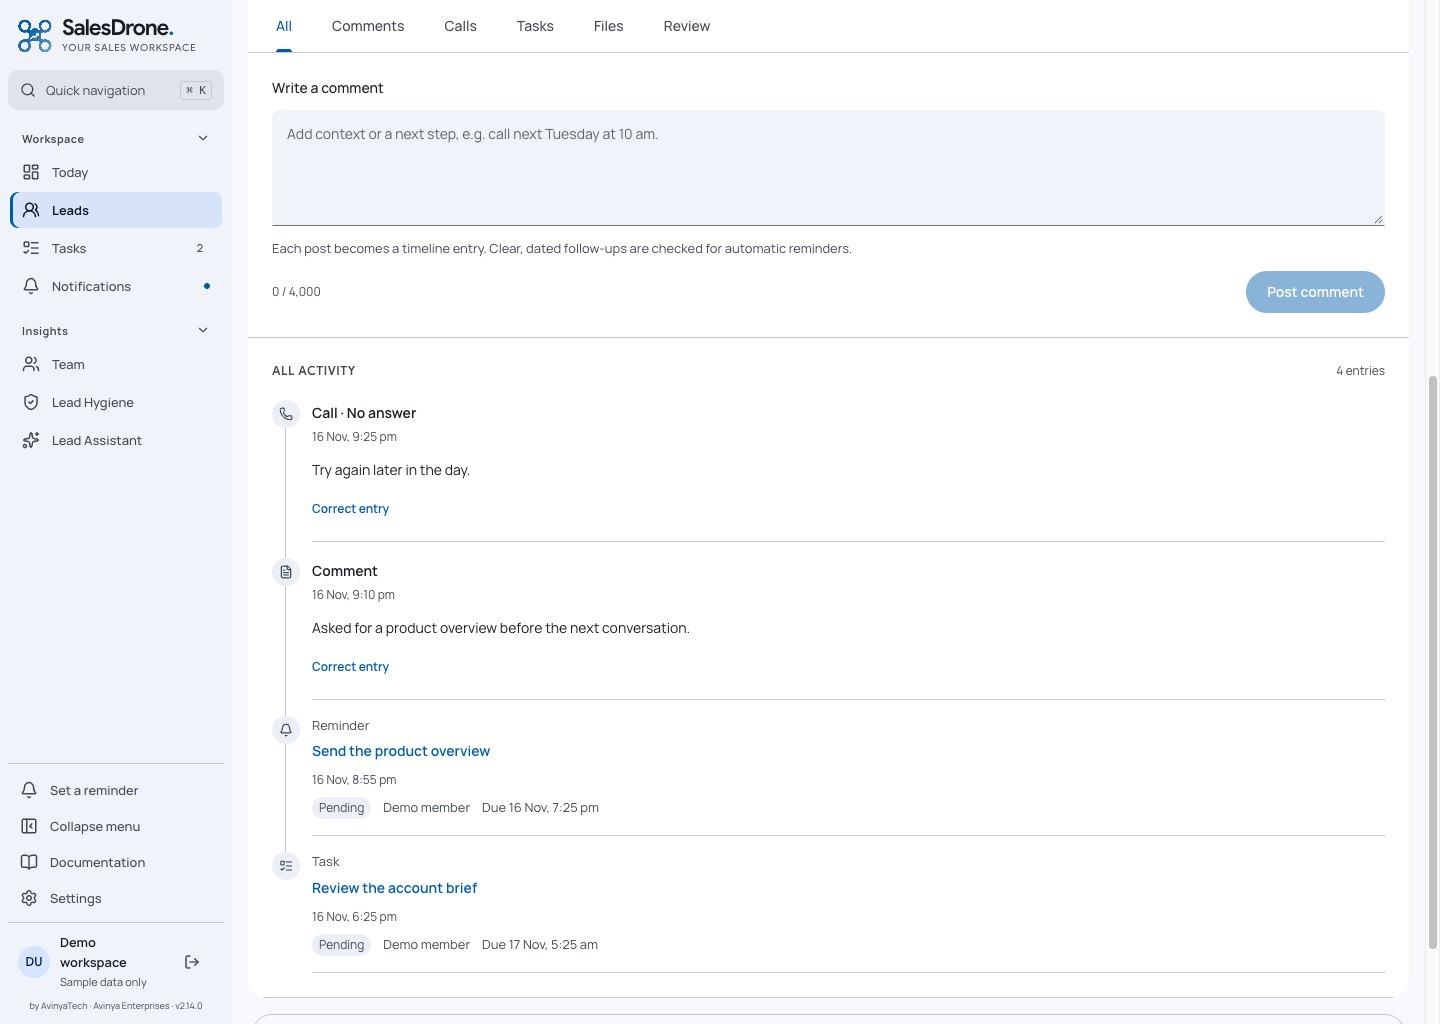 SalesDrone.
YOUR SALES WORKSPACE
Quick navigation
⌘ K
Workspace
Today
Leads
Tasks
2
Notifications
Insights
Team
Lead Hygiene
Lead Assistant
Set a reminder
Collapse menu
Documentation
Settings
DU
Demo
workspace
Sample data only
by AvinyaTech · Avinya Enterprises · v2.14.0
All
Comments
Calls
Tasks
Files
Review
Write a comment
Add context or a next step, e.g. call next Tuesday at 10 am.
Each post becomes a timeline entry. Clear, dated follow-ups are checked for automatic reminders.
0 / 4,000
Post comment
ALL ACTIVITY
4 entries
Call · No answer
16 Nov, 9:25 pm
Try again later in the day.
Correct entry
Comment
16 Nov, 9:10 pm
Asked for a product overview before the next conversation.
Correct entry
Reminder
Send the product overview
16 Nov, 8:55 pm
Pending Demo member Due 16 Nov, 7:25 pm
Task
Review the account brief
16 Nov, 6:25 pm
Pending Demo member Due 17 Nov, 5:25 am